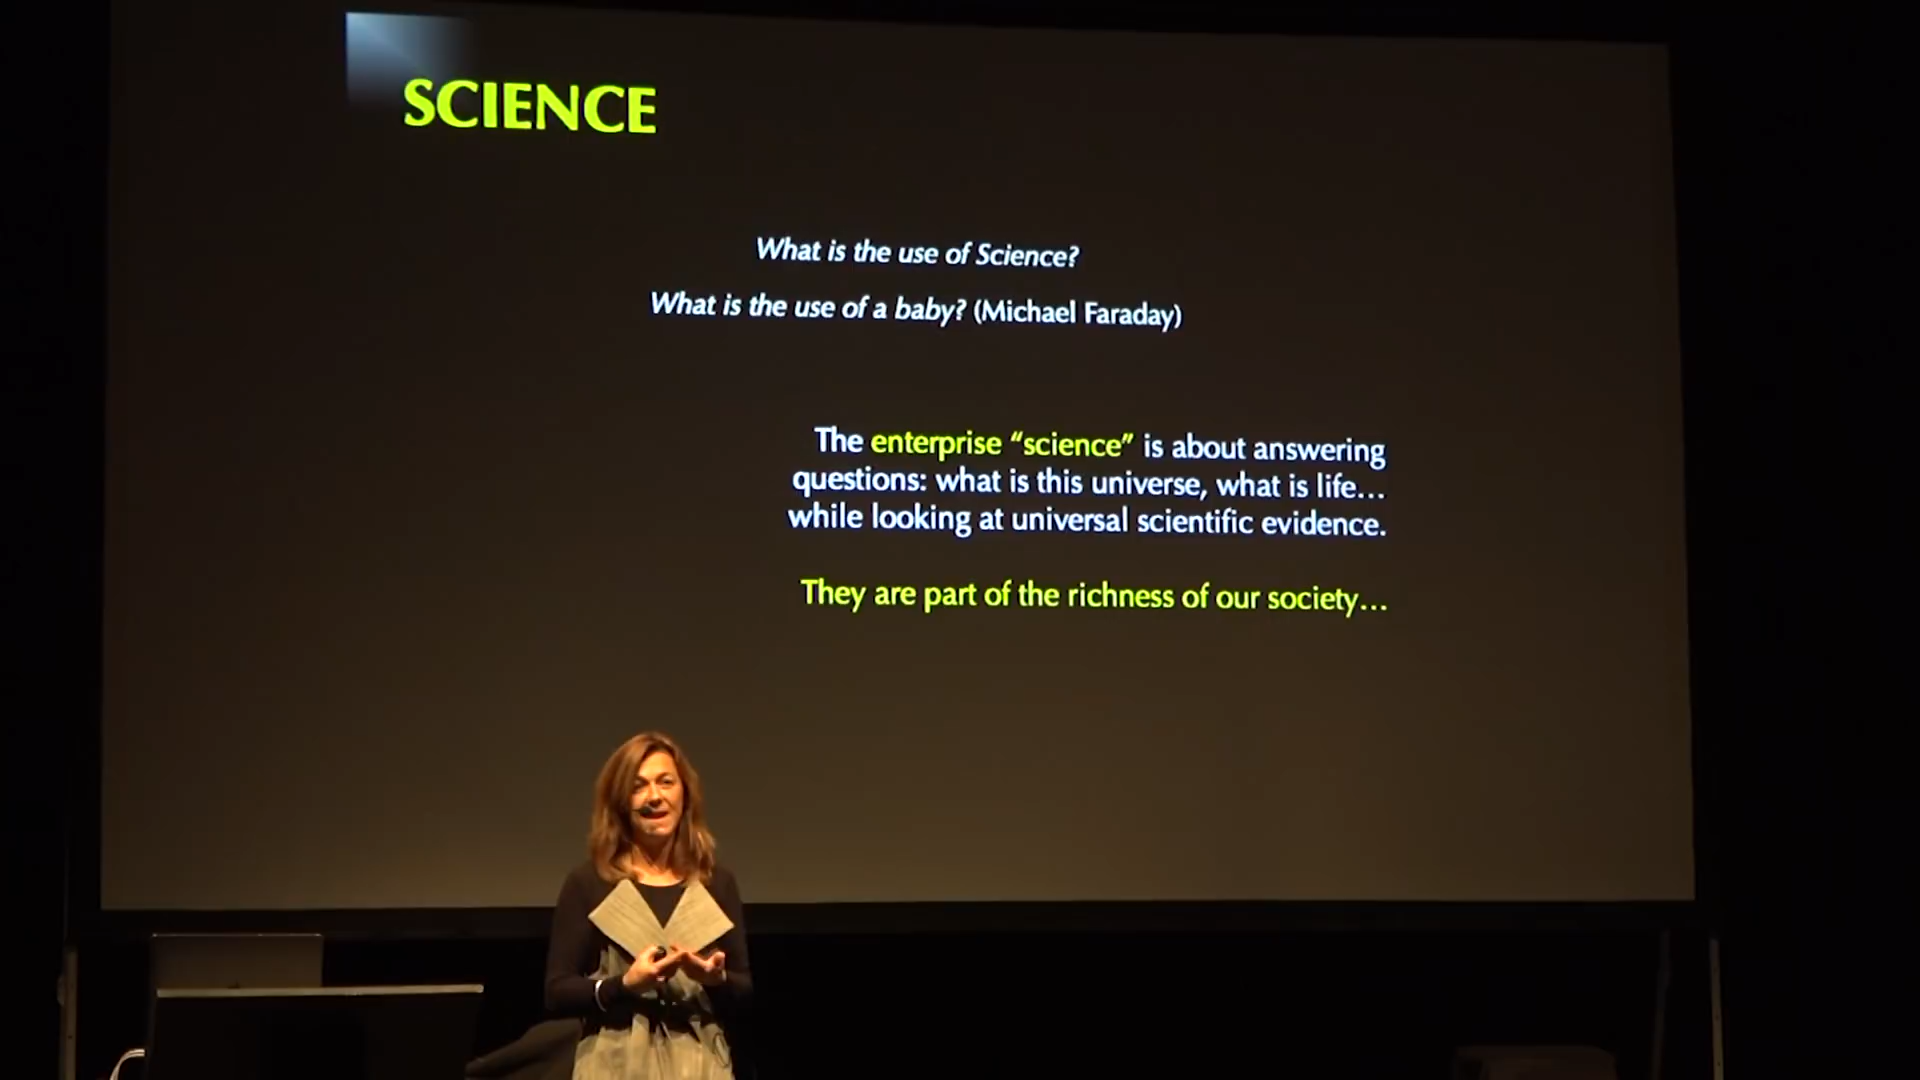 SCIENCE
What is the use of Science?
What is the use of a baby? (Michael Faraday)
The enterprise “science” is about answering
questions: what is this universe, what is life…
while looking at universal scientific evidence.
They are part of the richness of our society…